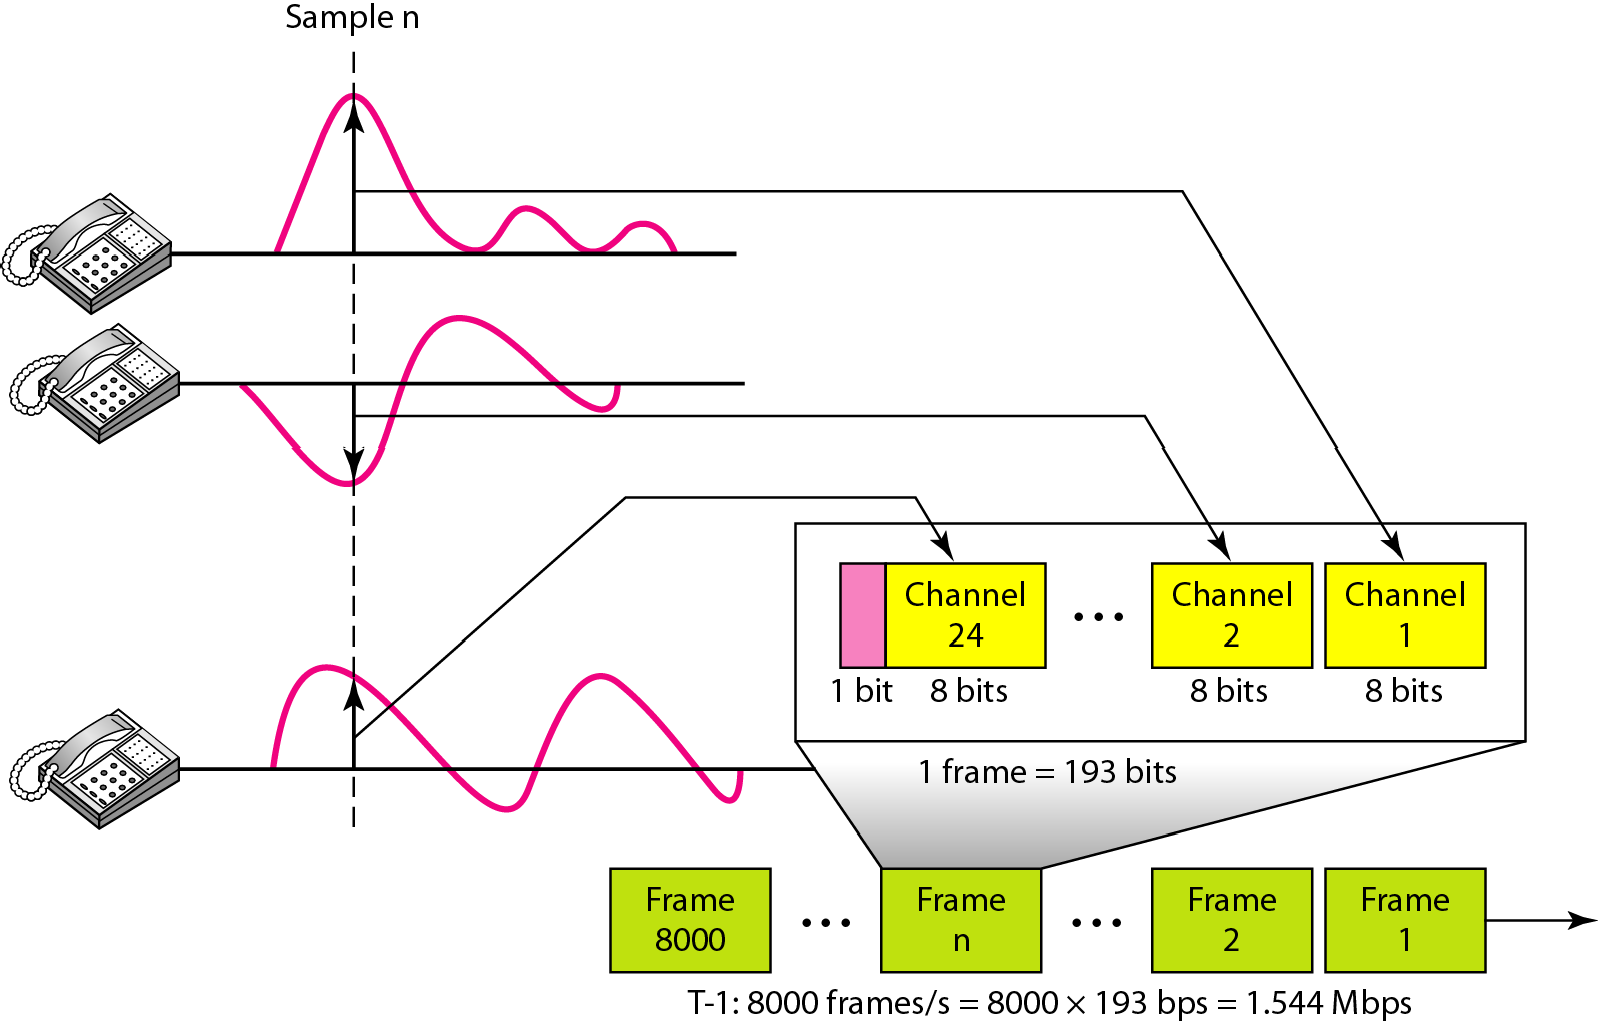 Sample n
Channel
24
Channel
2
Channel
1
1 bit
8 bits
8 bits
8 bits
1 frame = 193 bits
Frame
8000
Frame
n
Frame
2
Frame
1
T-1: 8000 frames/s = 8000 × 193 bps = 1.544 Mbps